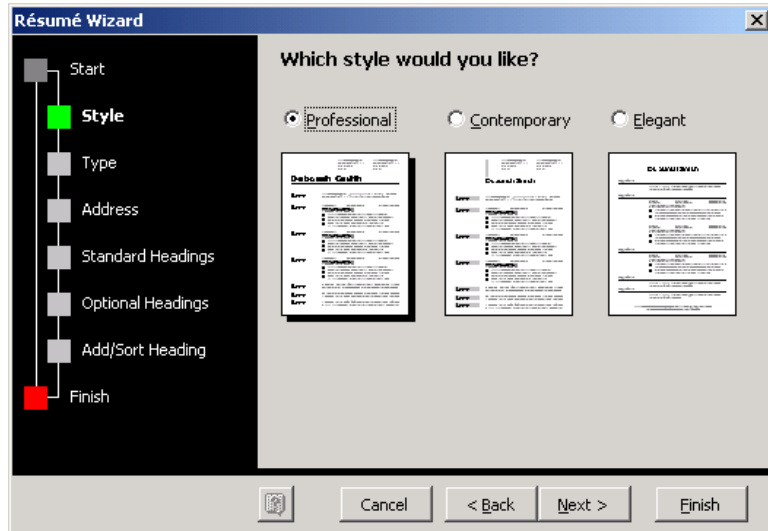 Résumé Wizard
Start
Style
Type
Address
Standard Headings
Optional Headings
Add/Sort Heading
Finish
Which style would you like?
Professional
Contemporary
Elegant
Cancel
< Back
Next >
Finish